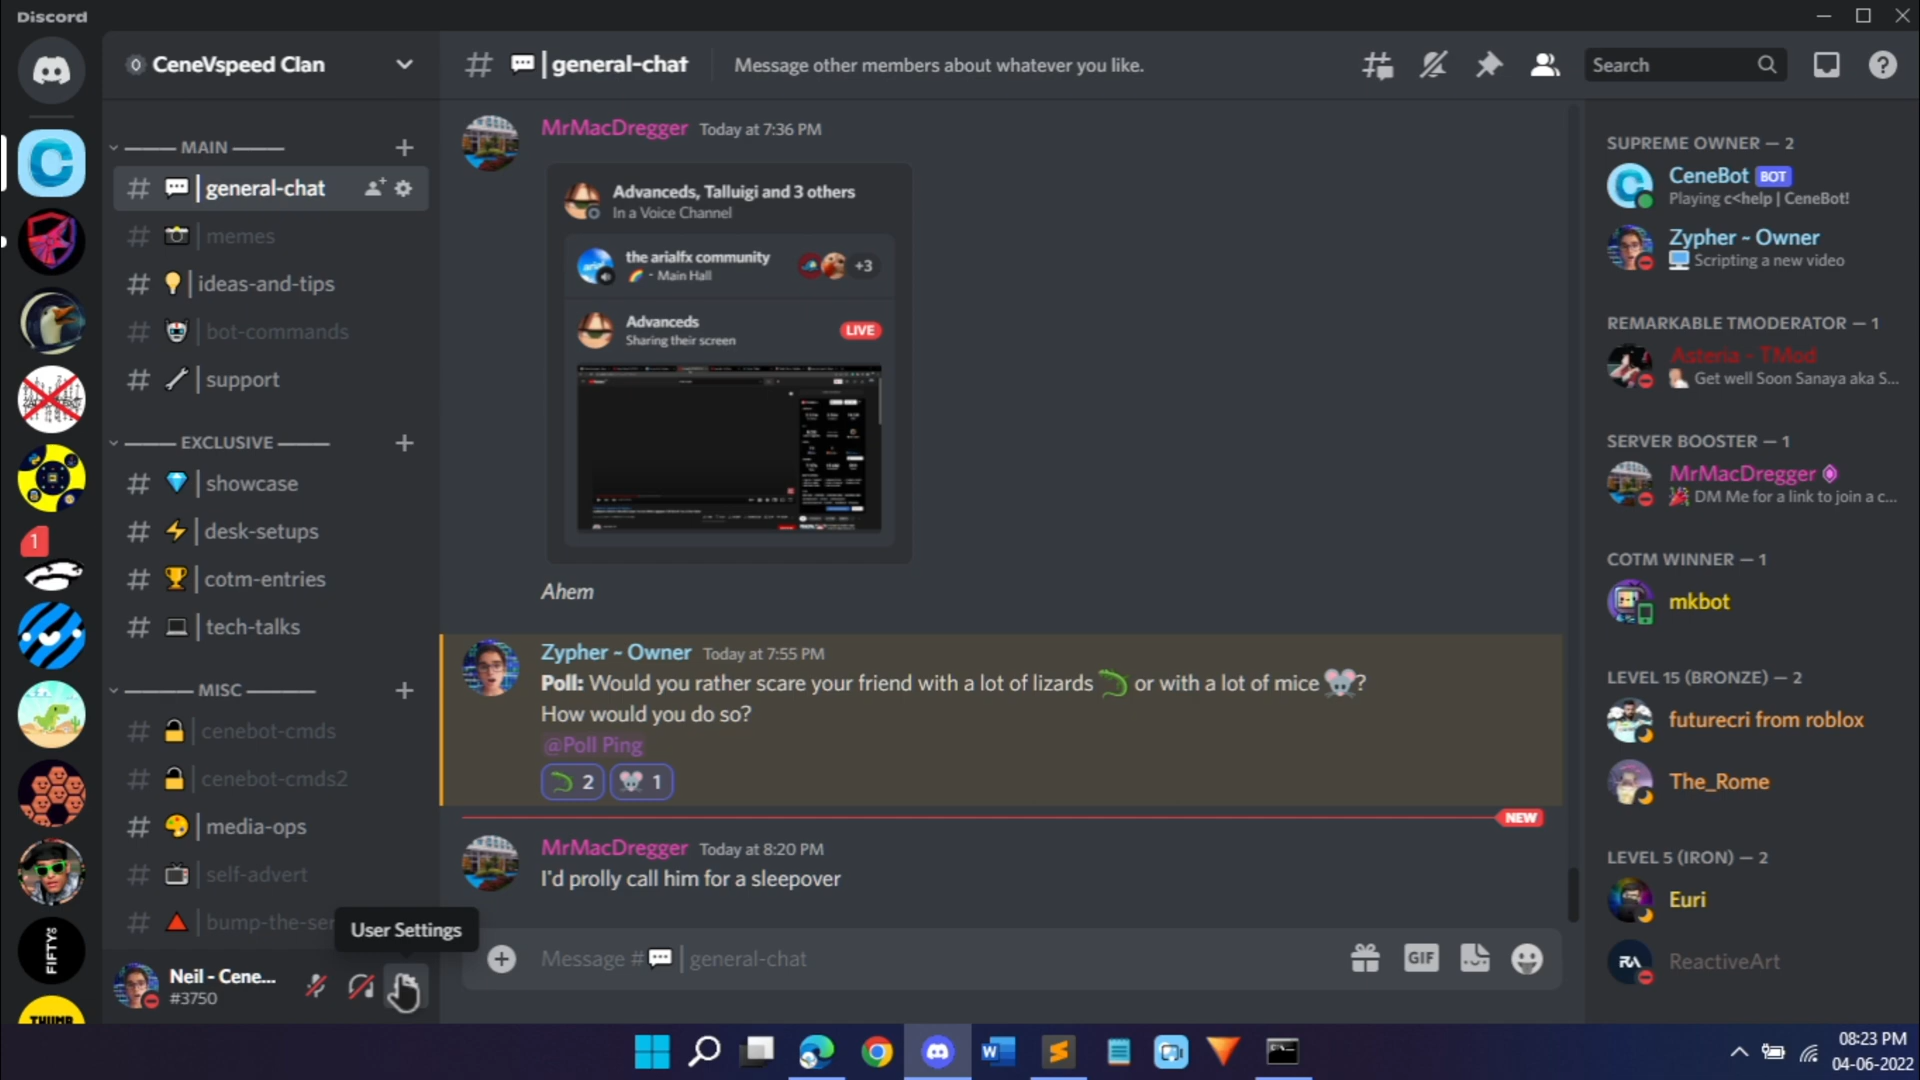 Discord
CeneVspeed Clan
general-chat
Message other members about whatever you like.
Search
MAIN
general-chat
memes
ideas-and-tips
bot-commands
support
EXCLUSIVE
showcase
desk-setups
cotm-entries
tech-talks
MISC
cenebot-cmds
cenebot-cmds2
media-ops
self-advert
bump-the-ser
User Settings
Neil - Cene...
#3750
1
FIFTY
THUMB
MrMacDregger Today at 7:36 PM
Advanceds, Talluigi and 3 others
In a Voice Channel
the arialfx community
- Main Hall
+3
Advanceds
Sharing their screen
LIVE
Ahem
Zypher ~ Owner Today at 7:55 PM
Poll: Would you rather scare your friend with a lot of lizards or with a lot of mice ?
How would you do so?
@Poll Ping
2 1
NEW
MrMacDregger Today at 8:20 PM
I'd prolly call him for a sleepover
Message # general-chat
GIF
SUPREME OWNER — 2
CeneBot BOT
Playing c<help | CeneBot!
Zypher ~ Owner
Scripting a new video
REMARKABLE TMODERATOR — 1
Asteria - TMod
Get well Soon Sanaya aka S...
SERVER BOOSTER — 1
MrMacDregger
DM Me for a link to join a c...
COTM WINNER — 1
mkbot
LEVEL 15 (BRONZE) — 2
futurecri from roblox
The_Rome
LEVEL 5 (IRON) — 2
Euri
RA ReactiveArt
08:23 PM
04-06-2022